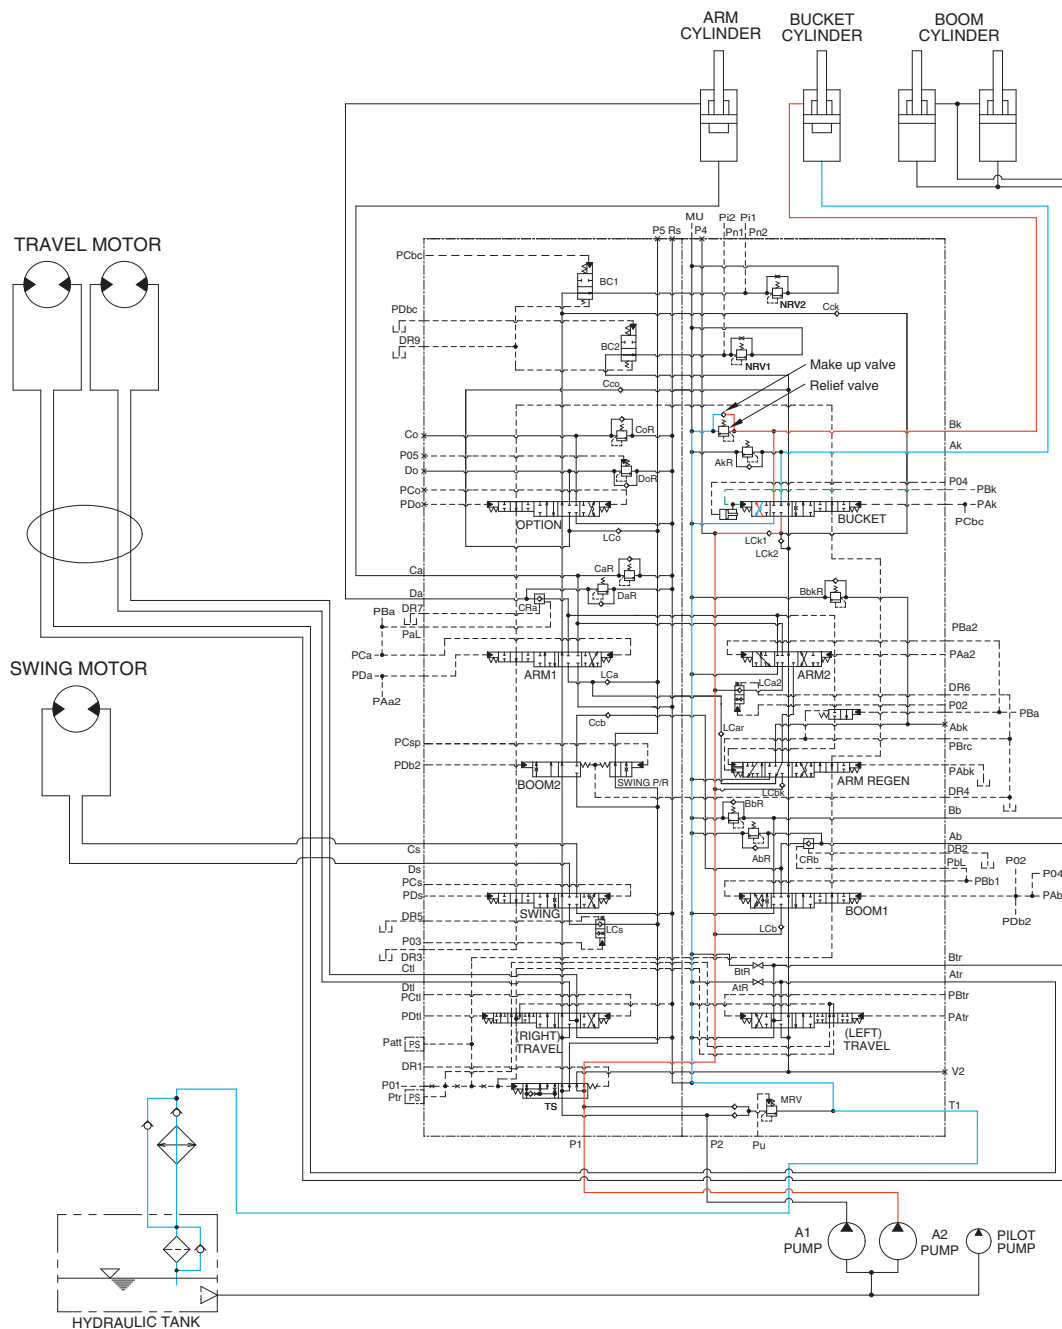 ARM
CYLINDER
BUCKET
CYLINDER
BOOM
CYLINDER
TRAVEL MOTOR
MU
Pi2
Pi1
P5
Rs
P4
Pn1
Pn2
PCbc
BC1
NRV2
Cck
PDbc
DR9
BC2
NRV1
Make up valve
Relief valve
Cco
Co
CoR
Bk
AkR
Ak
P05
Do
DoR
P04
PCo
PBk
PDo
PAk
OPTION
BUCKET
PCbc
LCo
LCk1
LCk2
Ca
CaR
DaR
Da
CRa
BbkR
DR7
PBa
PaL
PBa2
PCa
PAa2
PDa
ARM1
ARM2
PAa2
LCa
LCa2
DR6
P02
PBa
Ccb
LCar
Abk
PCsp
PBrc
PDb2
PAbk
BOOM2
SWING P/R
ARM REGEN
LCbk
DR4
BbR
Bb
SWING MOTOR
Cs
AbR
CRb
Ab
DR2
Ds
PbL
P02
P04
PCs
PBb1
PDs
PAb
SWING
BOOM1
PDb2
DR5
LCs
P03
LCb
DR3
Ctl
BtR
Btr
AtR
Atr
Dtl
PCtl
PBtr
PDtl
PAtr
(RIGHT)
TRAVEL
(LEFT)
TRAVEL
Patt
PS
DR1
V2
P01
Ptr
PS
TS
MRV
T1
P1
P2
Pu
A1
PUMP
A2
PUMP
PILOT
PUMP
HYDRAULIC TANK